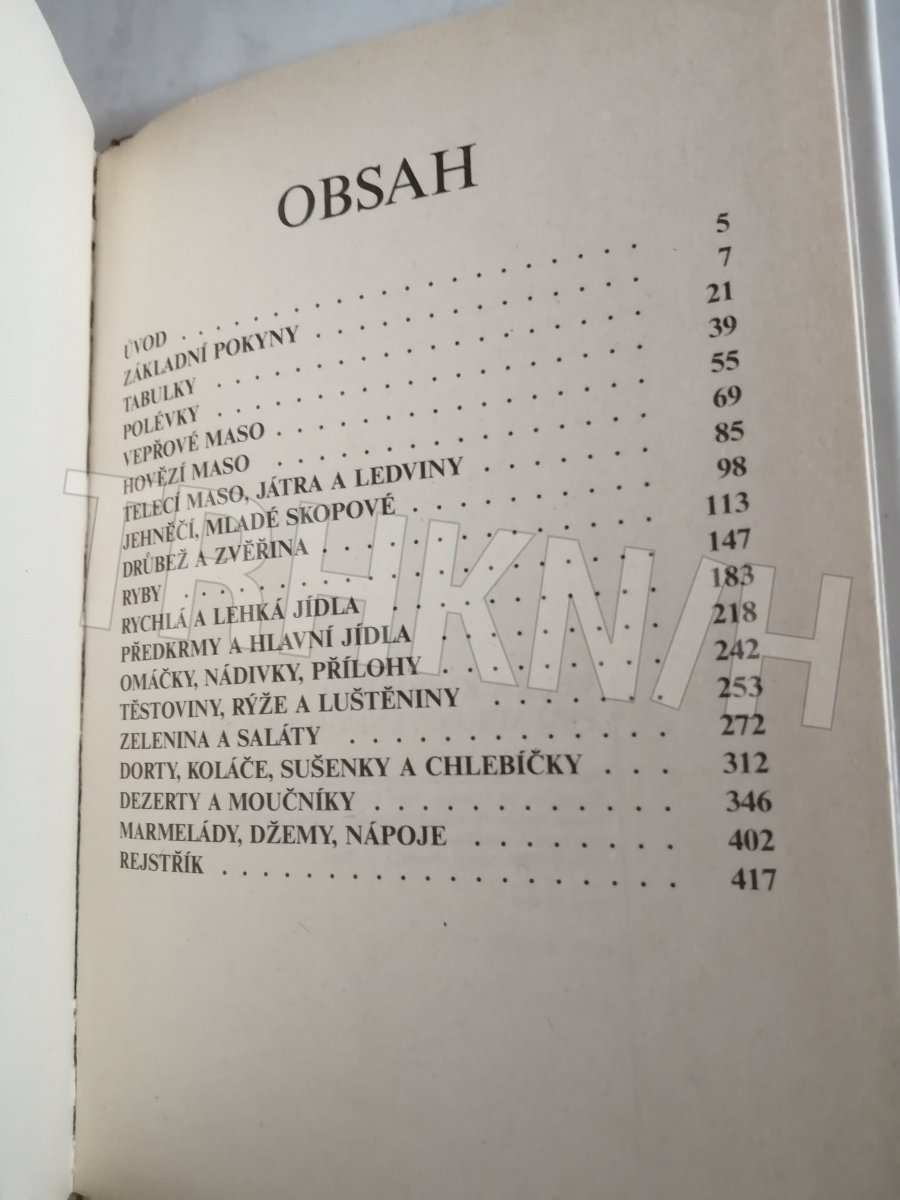 OBSAH
ÚVOD . . . . . . . . . . . . . . . . . . . . 5
ZÁKLADNÍ POKYNY . . . . . . . . . . . . . . 7
TABULKY . . . . . . . . . . . . . . . . . . 21
POLÉVKY . . . . . . . . . . . . . . . . . . 39
VEPŘOVÉ MASO . . . . . . . . . . . . . . . 55
HOVĚZÍ MASO . . . . . . . . . . . . . . . 69
TELECÍ MASO, JÁTRA A LEDVINY . . . . . . . 85
JEHNĚČÍ, MLADÉ SKOPOVÉ . . . . . . . . . . 98
DRŮBEŽ A ZVĚŘINA . . . . . . . . . . . . . 113
RYBY . . . . . . . . . . . . . . . . . . . 147
RYCHLÁ A LEHKÁ JÍDLA . . . . . . . . . . . 183
PŘEDKRMY A HLAVNÍ JÍDLA . . . . . . . . . 218
OMÁČKY, NÁDIVKY, PŘÍLOHY . . . . . . . . . 242
TĚSTOVINY, RÝŽE A LUŠTĚNINY . . . . . . . 253
ZELENINA A SALÁTY . . . . . . . . . . . . 272
DORTY, KOLÁČE, SUŠENKY A CHLEBÍČKY . . . 312
DEZERTY A MOUČNÍKY . . . . . . . . . . . 346
MARMELÁDY, DŽEMY, NÁPOJE . . . . . . . . 402
REJSTŘÍK . . . . . . . . . . . . . . . . . 417
TRHKNIH